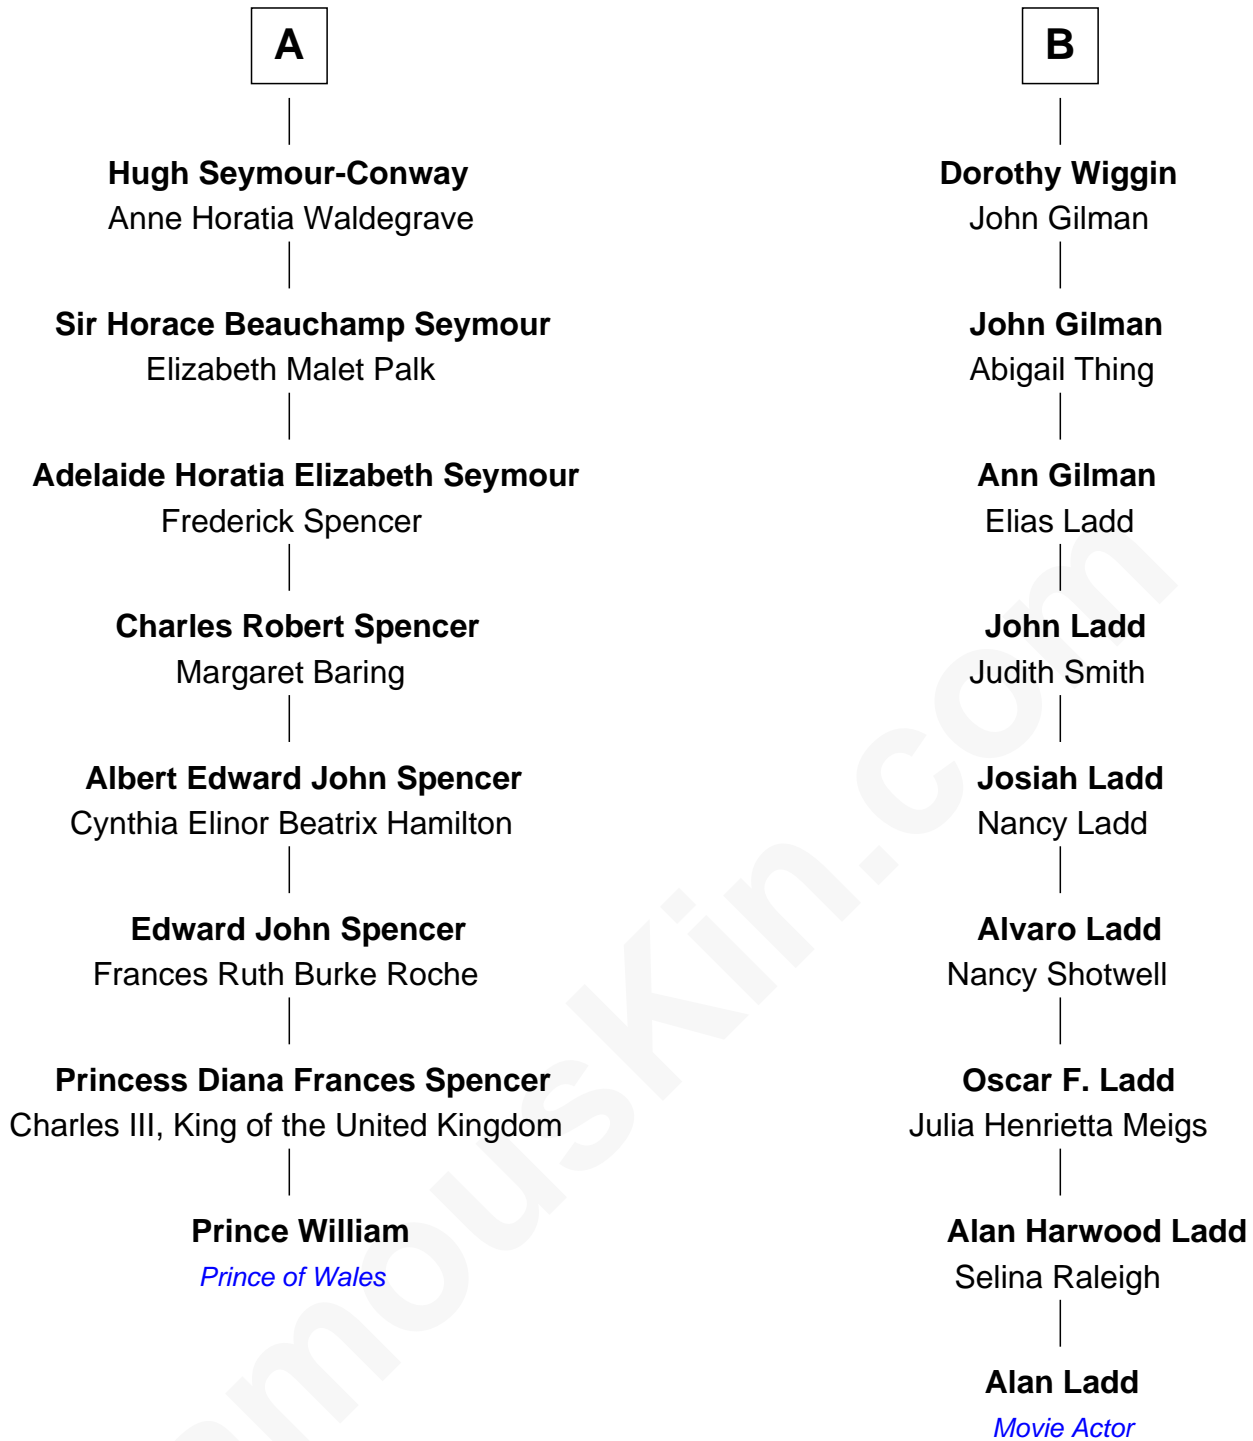 A
Hugh Seymour-Conway
Anne Horatia Waldegrave
Sir Horace Beauchamp Seymour
Elizabeth Malet Palk
Adelaide Horatia Elizabeth Seymour
Frederick Spencer
Charles Robert Spencer
Margaret Baring
Albert Edward John Spencer
Cynthia Elinor Beatrix Hamilton
Edward John Spencer
Frances Ruth Burke Roche
Princess Diana Frances Spencer
Charles III, King of the United Kingdom
Prince William
Prince of Wales
B
Dorothy Wiggin
John Gilman
John Gilman
Abigail Thing
Ann Gilman
Elias Ladd
John Ladd
Judith Smith
Josiah Ladd
Nancy Ladd
Alvaro Ladd
Nancy Shotwell
Oscar F. Ladd
Julia Henrietta Meigs
Alan Harwood Ladd
Selina Raleigh
Alan Ladd
Movie Actor
amousKin.com